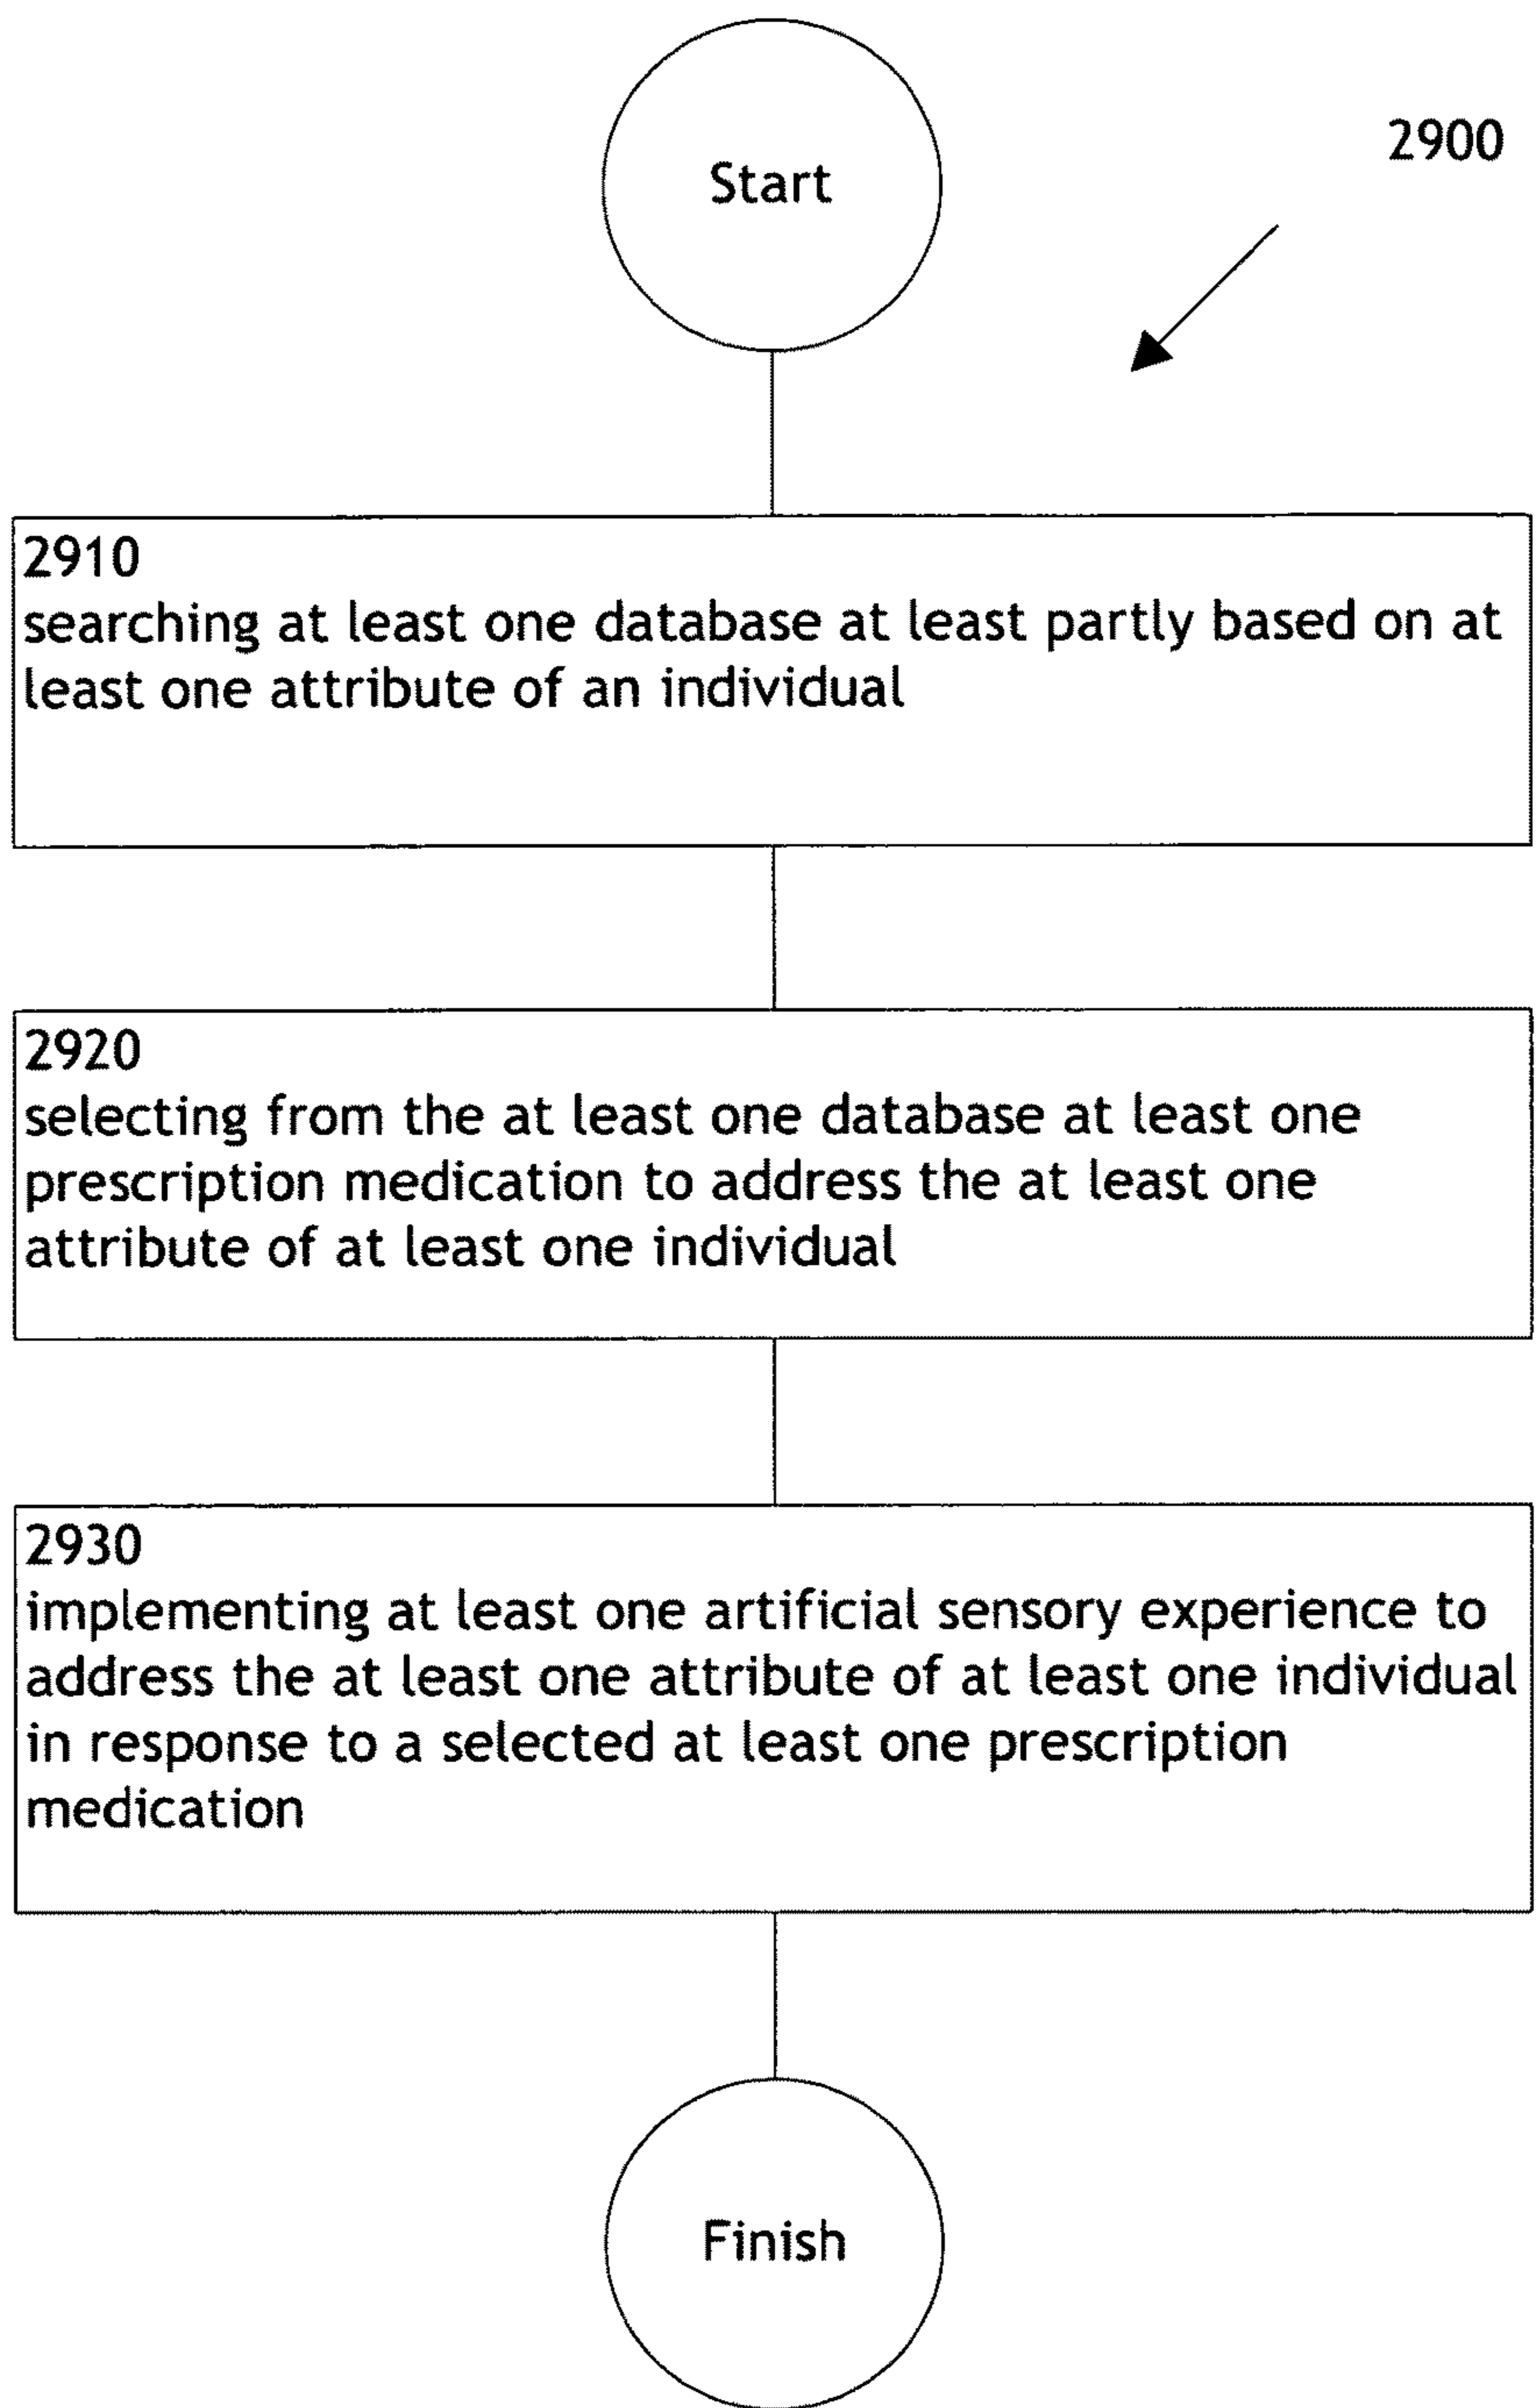 Start
2900
2910
searching at least one database at least partly based on at
least one attribute of an individual
2920
selecting from the at least one database at least one
prescription medication to address the at least one
attribute of at least one individual
2930
implementing at least one artificial sensory experience to
address the at least one attribute of at least one individual
in response to a selected at least one prescription
medication
Finish